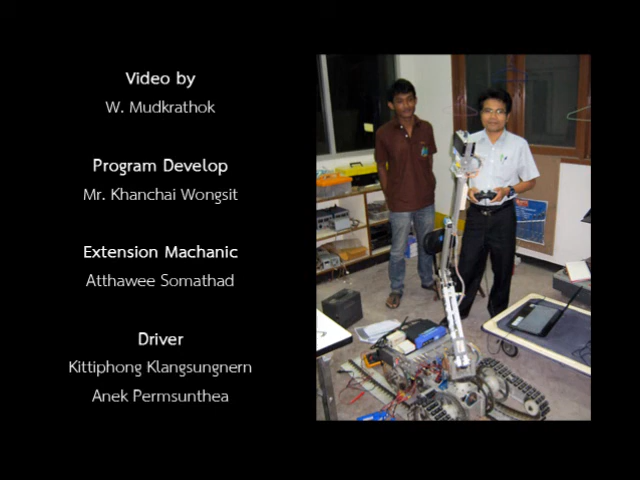 Video by
W. Mudkrathok
Program Develop
Mr. Khanchai Wongsit
Extension Machanic
Atthawee Somathad
Driver
Kittiphong Klangsungnern
Anek Permsunthea